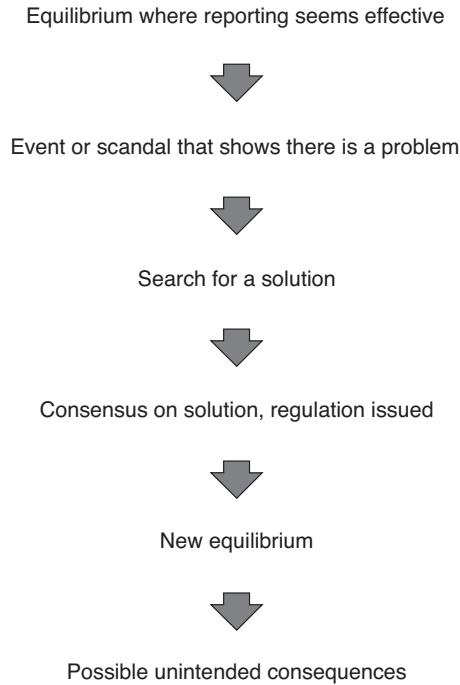 Equilibrium where reporting seems effective
Event or scandal that shows there is a problem
Search for a solution
Consensus on solution, regulation issued
New equilibrium
Possible unintended consequences